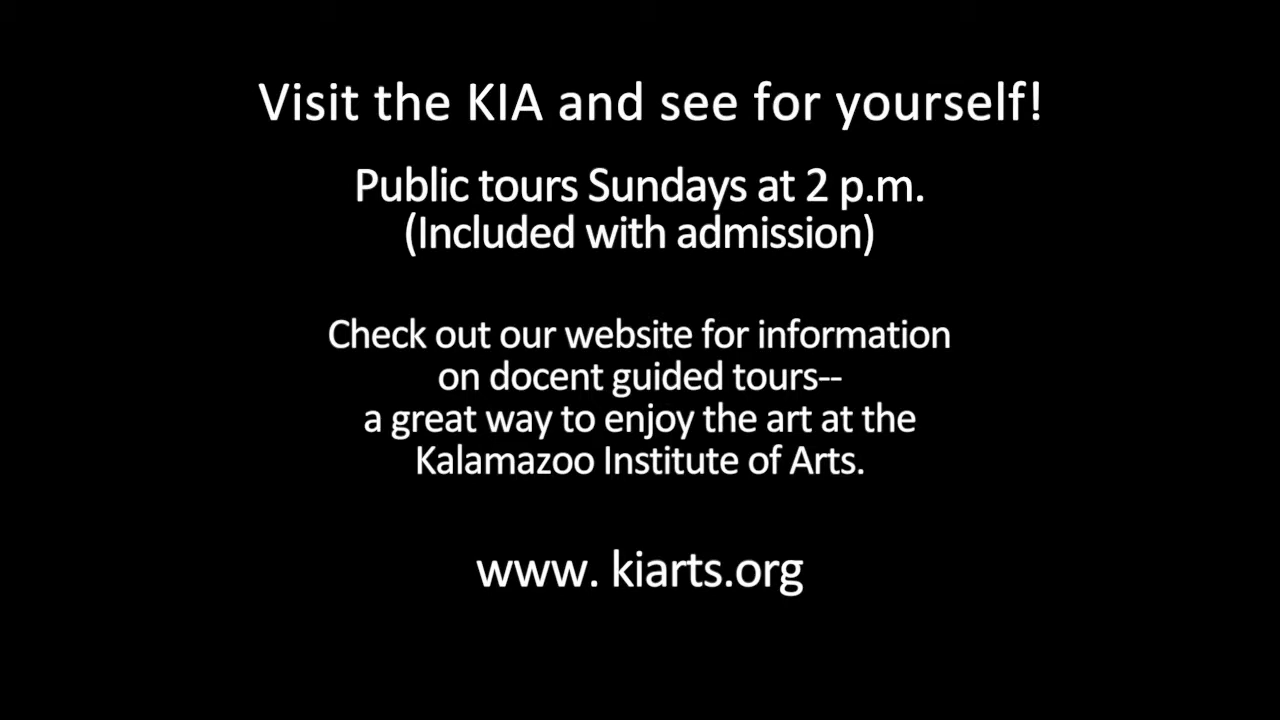 Visit the KIA and see for yourself!
Public tours Sundays at 2 p.m.
(Included with admission)
Check out our website for information
on docent guided tours--
a great way to enjoy the art at the
Kalamazoo Institute of Arts.
www. kiarts.org